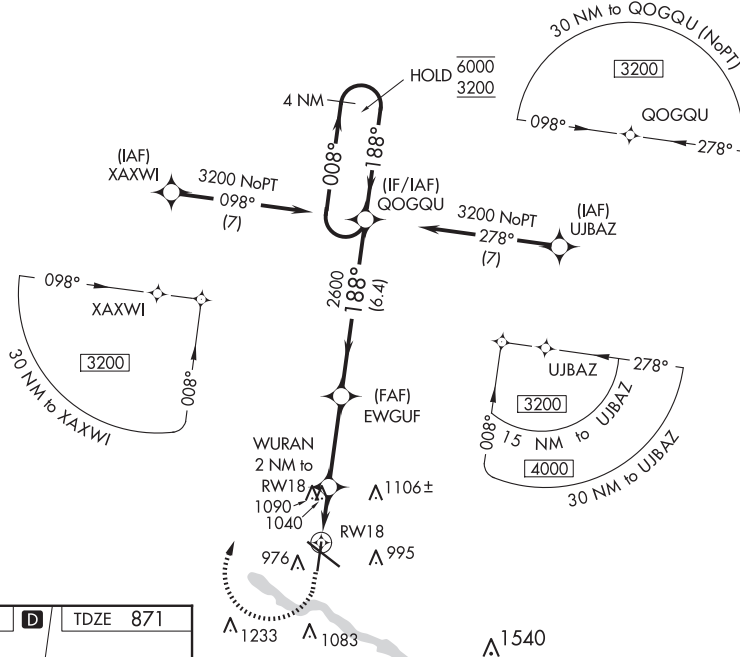 30 NM to QOGQU (NoPT)
3200
QOGQU
098°
278°
HOLD 6000
3200
4 NM
008°
188°
(IAF)
XAXWI
3200 NoPT
098°
(7)
(IF/IAF)
QOGQU
3200 NoPT
278°
(7)
(IAF)
UJBAZ
2600
188°
(6.4)
098°
XAXWI
3200
008°
30 NM to XAXWI
UJBAZ
278°
3200
008°
15 NM to UJBAZ
4000
30 NM to UJBAZ
(FAF)
EWGUF
WURAN
2 NM to
RW18
1090
1040
1106±
RW18
976
995
D
TDZE 871
1233
1083
1540